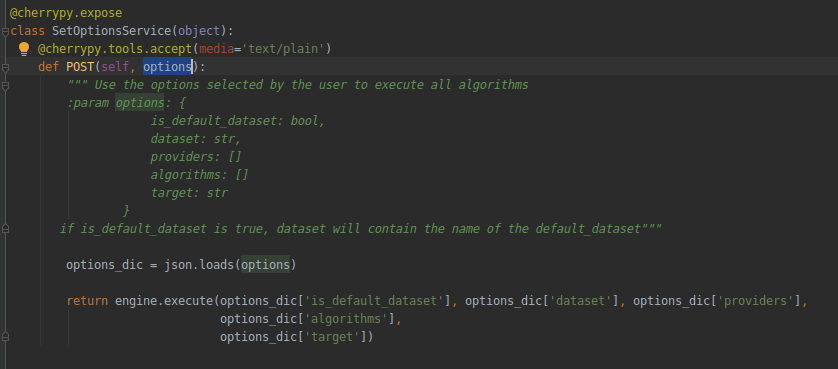 @cherrypy.expose
class SetOptionsService(object):
    @cherrypy.tools.accept(media='text/plain')
    def POST(self, options):
        """ Use the options selected by the user to execute all algorithms
        :param options: {
                    is_default_dataset: bool,
                    dataset: str,
                    providers: []
                    algorithms: []
                    target: str
                }
       if is_default_dataset is true, dataset will contain the name of the default_dataset"""
        options_dic = json.loads(options)
        return engine.execute(options_dic['is_default_dataset'], options_dic['dataset'], options_dic['providers'],
                              options_dic['algorithms'],
                              options_dic['target'])